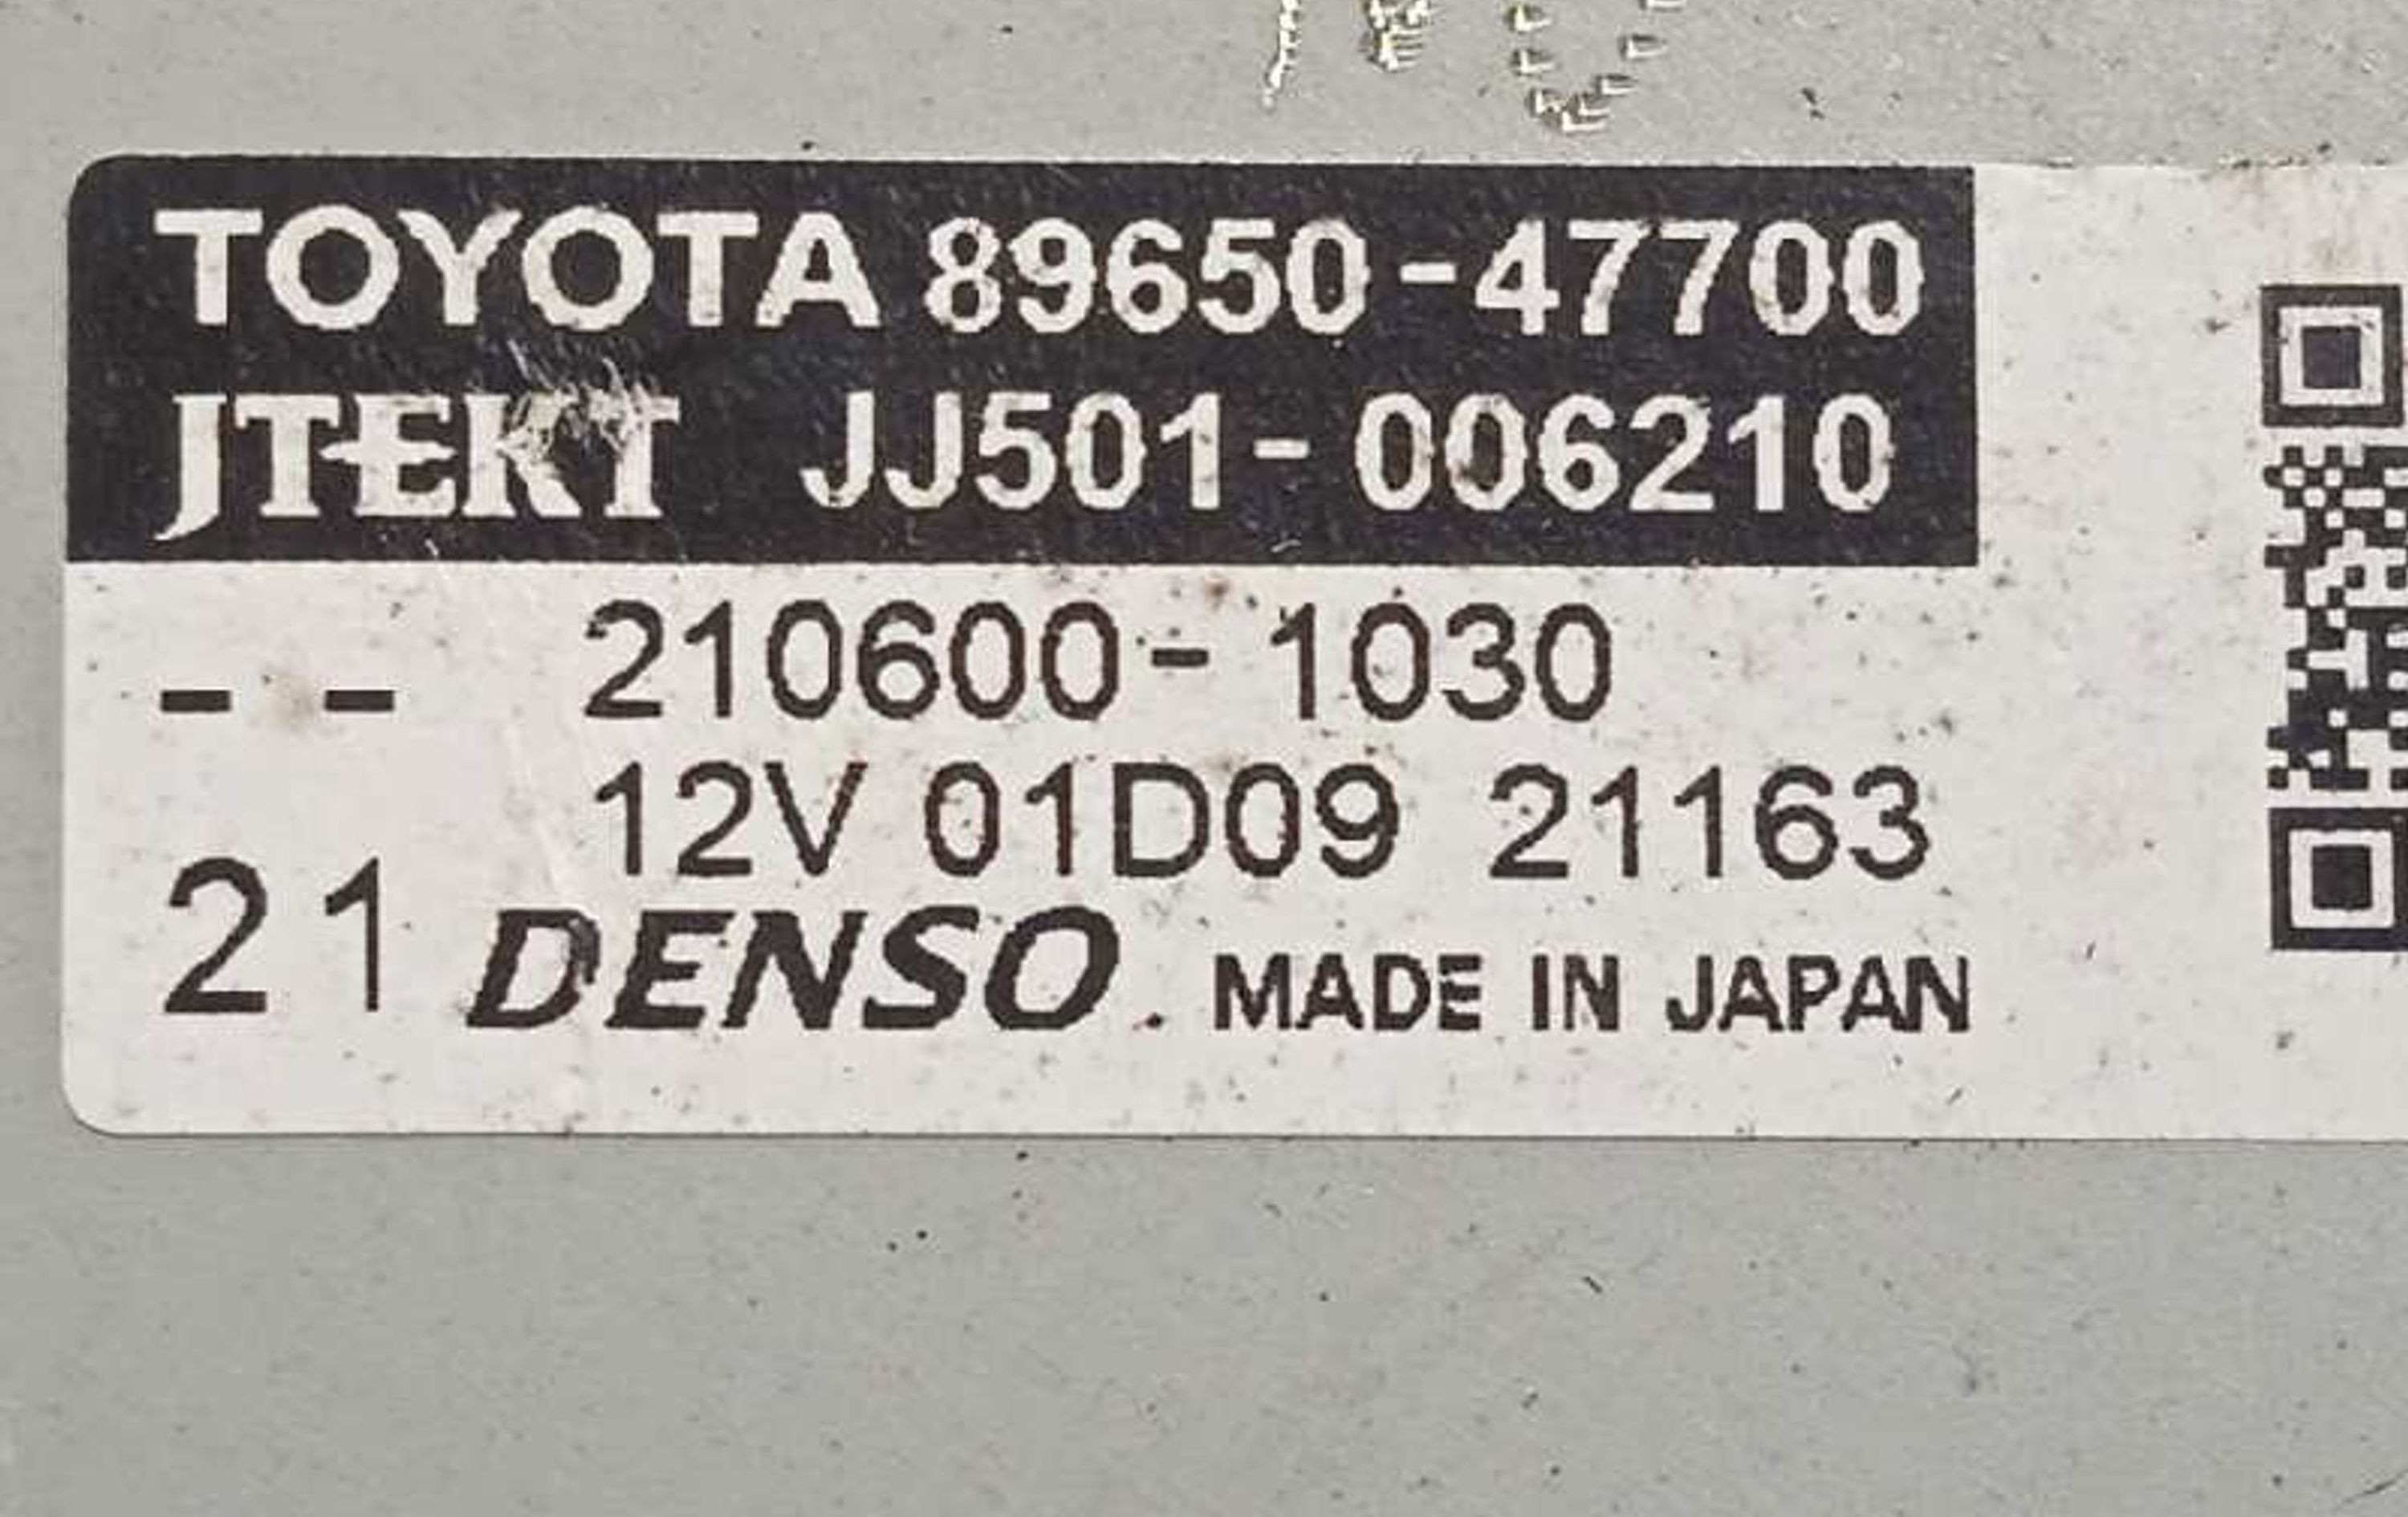 TOYOTA 89650-47700
JTEKT JJ501-006210
-- 210600-1030
12V 01D09 21163
21 DENSO MADE IN JAPAN